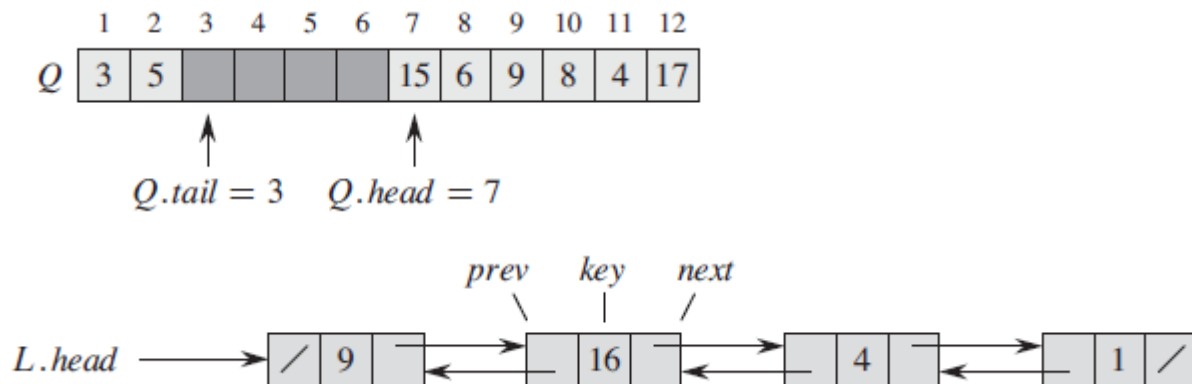 1 2 3 4 5 6 7 8 9 10 11 12
Q 3 5 15 6 9 8 4 17
Q.tail = 3 Q.head = 7
prev key next
L.head / 9 16 4 1 /